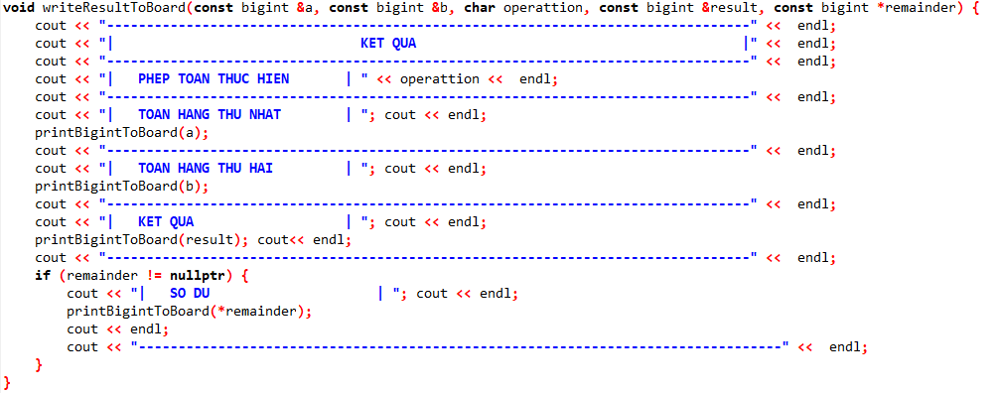 void writeResultToBoard(const bigint &a, const bigint &b, char operattion, const bigint &result, const bigint *remainder) {
    cout << "---------------------------------------------------------------------------------" <<  endl;
    cout << "|                               KET QUA                                         |" <<  endl;
    cout << "---------------------------------------------------------------------------------" <<  endl;
    cout << "|   PHEP TOAN THUC HIEN       | " << operattion <<  endl;
    cout << "---------------------------------------------------------------------------------" <<  endl;
    cout << "|   TOAN HANG THU NHAT        | "; cout << endl;
    printBigintToBoard(a);
    cout << "---------------------------------------------------------------------------------" <<  endl;
    cout << "|   TOAN HANG THU HAI         | "; cout << endl;
    printBigintToBoard(b);
    cout << "---------------------------------------------------------------------------------" <<  endl;
    cout << "|   KET QUA                   | "; cout << endl;
    printBigintToBoard(result); cout<< endl;
    cout << "---------------------------------------------------------------------------------" <<  endl;
    if (remainder != nullptr) {
        cout << "|   SO DU                     | "; cout << endl;
        printBigintToBoard(*remainder);
        cout << endl;
        cout << "---------------------------------------------------------------------------------" <<  endl;
    }
}